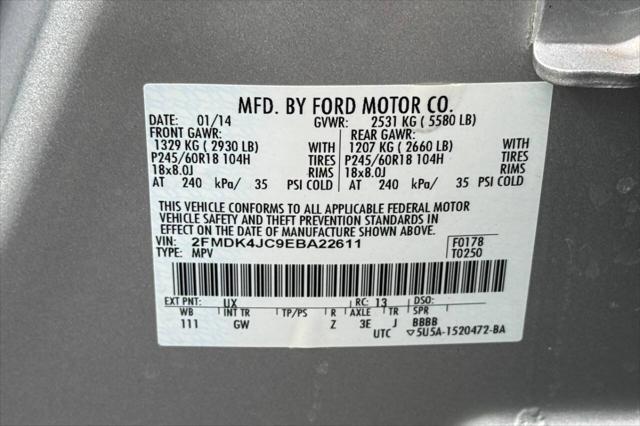 MFD. BY FORD MOTOR CO.
DATE: 01/14 GVWR: 2531 KG ( 5580 LB)
FRONT GAWR: REAR GAWR:
1329 KG ( 2930 LB) WITH 1207 KG ( 2660 LB) WITH
P245/60R18 104H TIRES P245/60R18 104H TIRES
18x8.0J RIMS 18x8.0J RIMS
AT 240 kPa/ 35 PSI COLD AT 240 kPa/ 35 PSI COLD
THIS VEHICLE CONFORMS TO ALL APPLICABLE FEDERAL MOTOR
VEHICLE SAFETY AND THEFT PREVENTION STANDARDS IN
EFFECT ON THE DATE OF MANUFACTURE SHOWN ABOVE.
VIN: 2FMDK4JC9EBA22611 F0178
TYPE: MPV T0250
EXT PNT: UX RC: 13 DSO:
WB INT TR TP/PS R AXLE TR SPR
111 GW Z 3E J BBBB
UTC ▽5U5A-1520472-BA